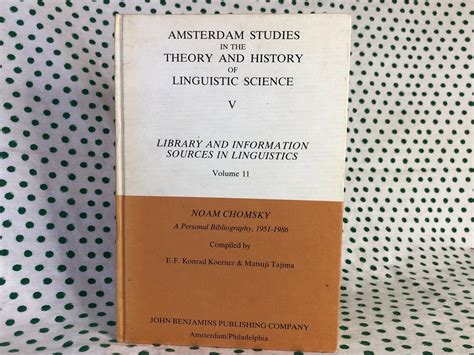 AMSTERDAM STUDIES
IN THE
THEORY AND HISTORY
OF
LINGUISTIC SCIENCE
V
LIBRARY AND INFORMATION
SOURCES IN LINGUISTICS
Volume 11
NOAM CHOMSKY
A Personal Bibliography, 1951-1986
Compiled by
E.F. Konrad Koerner & Matsuji Tajima
JOHN BENJAMINS PUBLISHING COMPANY
Amsterdam/Philadelphia